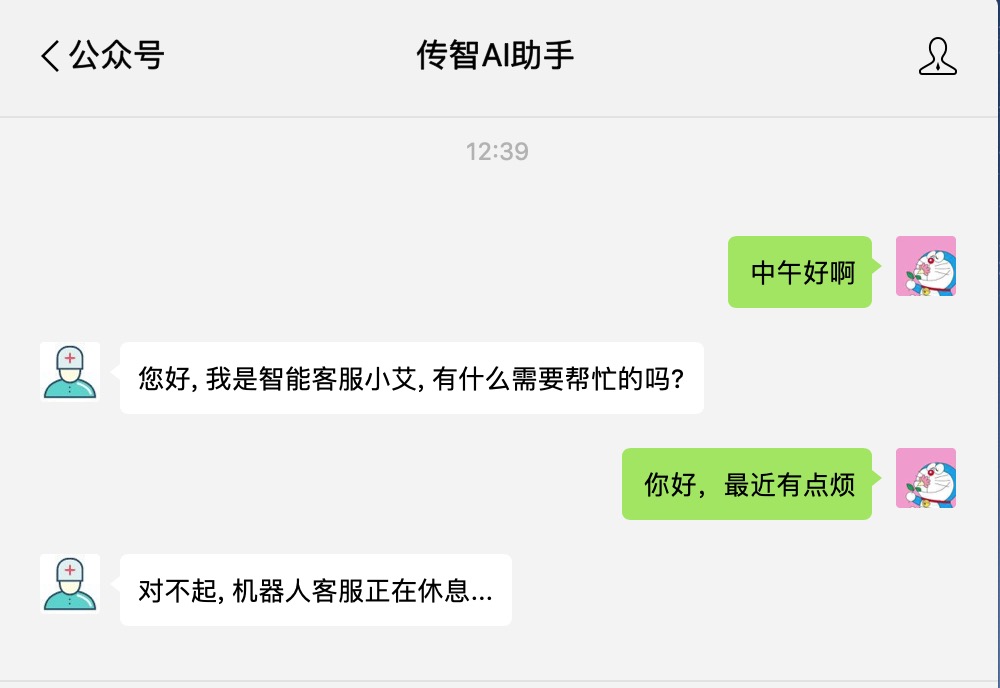 公众号
传智AI助手
12:39
中午好啊
您好, 我是智能客服小艾, 有什么需要帮忙的吗?
你好，最近有点烦
对不起, 机器人客服正在休息...